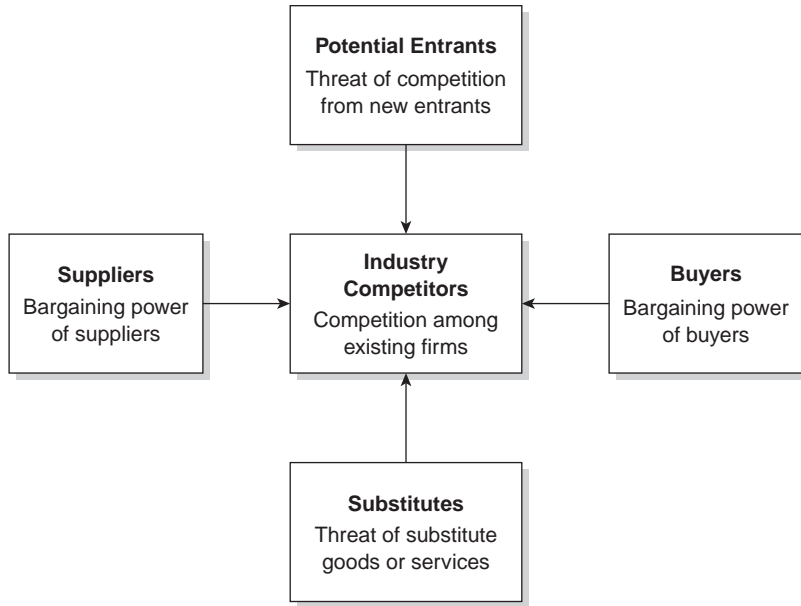 Potential Entrants
Threat of competition
from new entrants
Suppliers
Bargaining power
of suppliers
Industry
Competitors
Competition among
existing firms
Buyers
Bargaining power
of buyers
Substitutes
Threat of substitute
goods or services